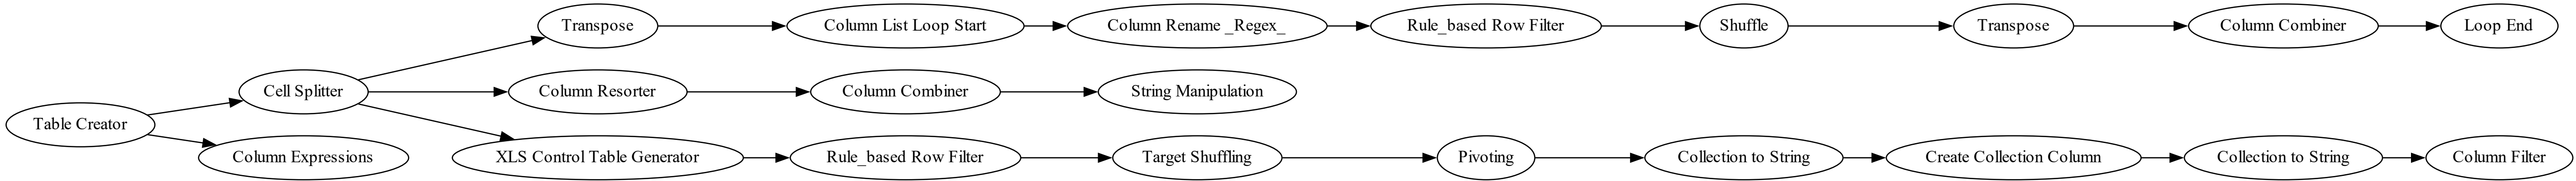 Transpose
Column List Loop Start
Column Rename _Regex_
Rule_based Row Filter
Shuffle
Transpose
Column Combiner
Loop End
Cell Splitter
Column Resorter
Column Combiner
String Manipulation
Table Creator
Column Expressions
XLS Control Table Generator
Rule_based Row Filter
Target Shuffling
Pivoting
Collection to String
Create Collection Column
Collection to String
Column Filter